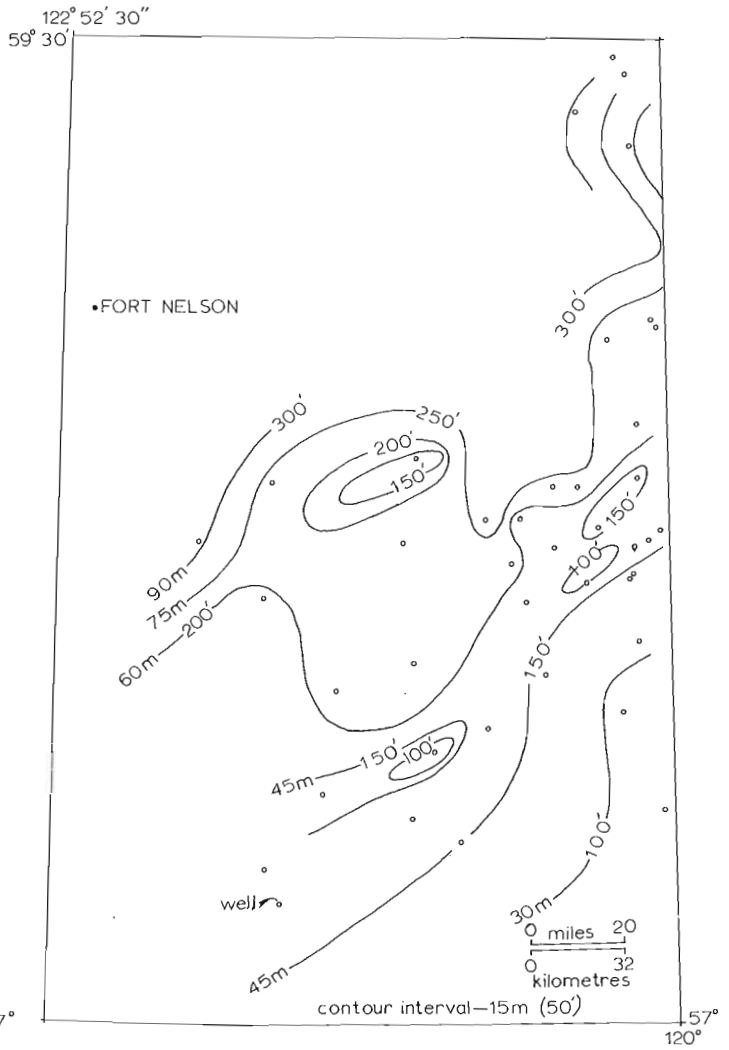 122° 52' 30"
59° 30'
300'
•FORT NELSON
300'
250'
200'
150'
150'
100'
90m
75m
200'
60m
150'
150'
100'
45m
100'
well
30m
0 miles 20
0 32
kilometres
45m
contour interval—15m (50')
7°
57°
120°